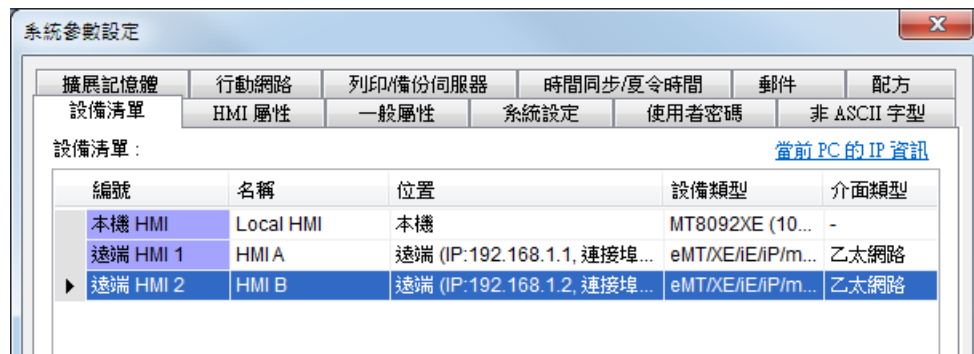 系統參數設定
擴展記憶體 行動網路 列印/備份伺服器 時間同步/夏令時間 郵件 配方
設備清單 HMI 屬性 一般屬性 系統設定 使用者密碼 非 ASCII 字型
設備清單 : 當前 PC 的 IP 資訊
編號 名稱 位置 設備類型 介面類型
本機 HMI Local HMI 本機 MT8092XE (10... -
遠端 HMI 1 HMI A 遠端 (IP:192.168.1.1, 連接埠... eMT/XE/iE/iP/m... 乙太網路
遠端 HMI 2 HMI B 遠端 (IP:192.168.1.2, 連接埠... eMT/XE/iE/iP/m... 乙太網路